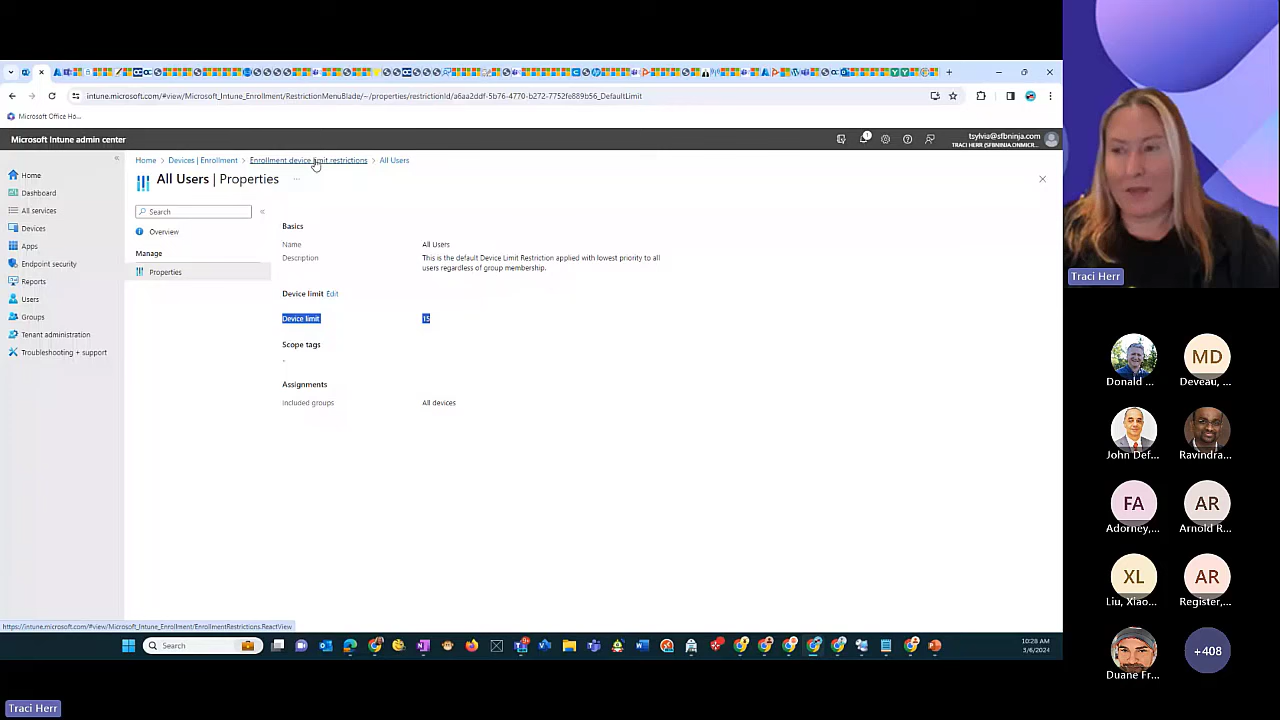 intune.microsoft.com/#view/Microsoft_Intune_Enrollment/RestrictionMenuBlade/~/properties/restrictionId/a6aa2ddf-5b76-4770-b272-7752fe889b56_DefaultLimit
Microsoft Office Ho...
Microsoft Intune admin center
1
tsylvia@sfbninja.com
TRACI HERR (SFBNINJA.ONMICR...
Home > Devices | Enrollment > Enrollment device limit restrictions > All Users
All Users | Properties ...
Home
Dashboard
All services
Devices
Apps
Endpoint security
Reports
Users
Groups
Tenant administration
Troubleshooting + support
Search
Overview
Manage
Properties
Basics
Name All Users
Description This is the default Device Limit Restriction applied with lowest priority to all
users regardless of group membership.
Device limit Edit
Device limit 15
Scope tags
-
Assignments
Included groups All devices
https://intune.microsoft.com/#view/Microsoft_Intune_Enrollment/EnrollmentRestrictions.ReactView
Search
10:28 AM
3/6/2024
Traci Herr
Donald ...
MD
Deveau, ...
John Def...
Ravindra...
FA
Adorney,...
AR
Arnold R...
XL
Liu, Xiao...
AR
Register,...
Duane Fr...
+408
Traci Herr